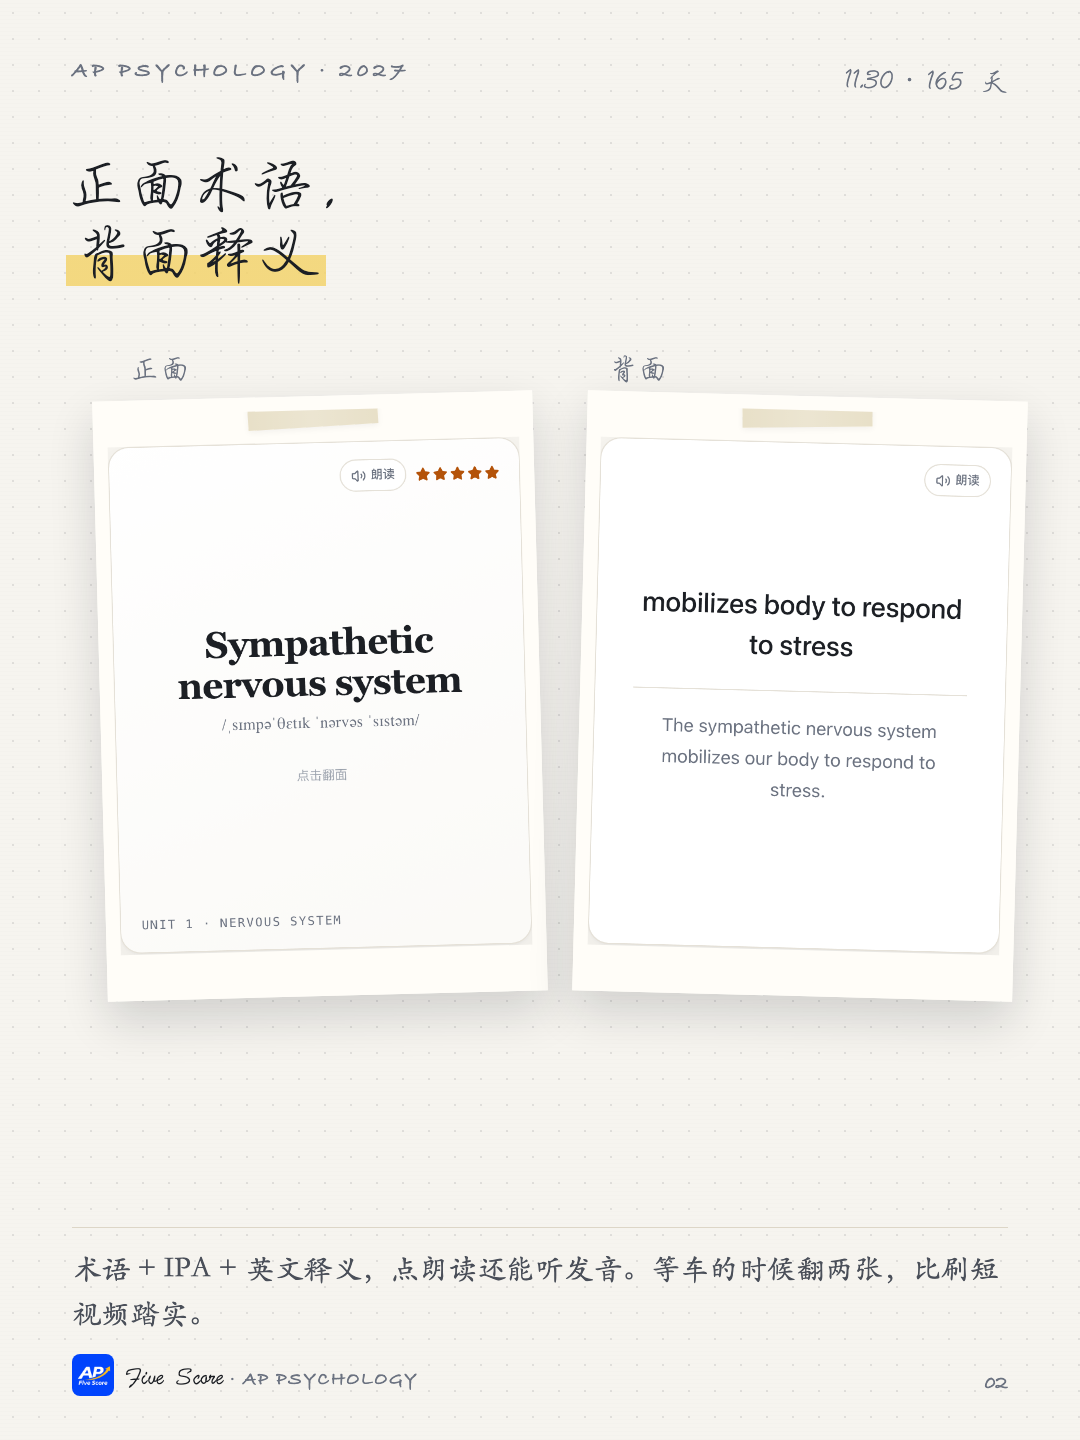 AP PSYCHOLOGY · 2027
11.30 · 165 天
正面术语，
背面释义
正面
背面
朗读 ★★★★★
Sympathetic
nervous system
/ˌsɪmpəˈθɛtɪk ˈnərvəs ˈsɪstəm/
点击翻面
UNIT 1 · NERVOUS SYSTEM
朗读
mobilizes body to respond
to stress
The sympathetic nervous system
mobilizes our body to respond to
stress.
术语 + IPA + 英文释义，点朗读还能听发音。等车的时候翻两张，比刷短
视频踏实。
AP
Five Score
Five Score · AP PSYCHOLOGY
02